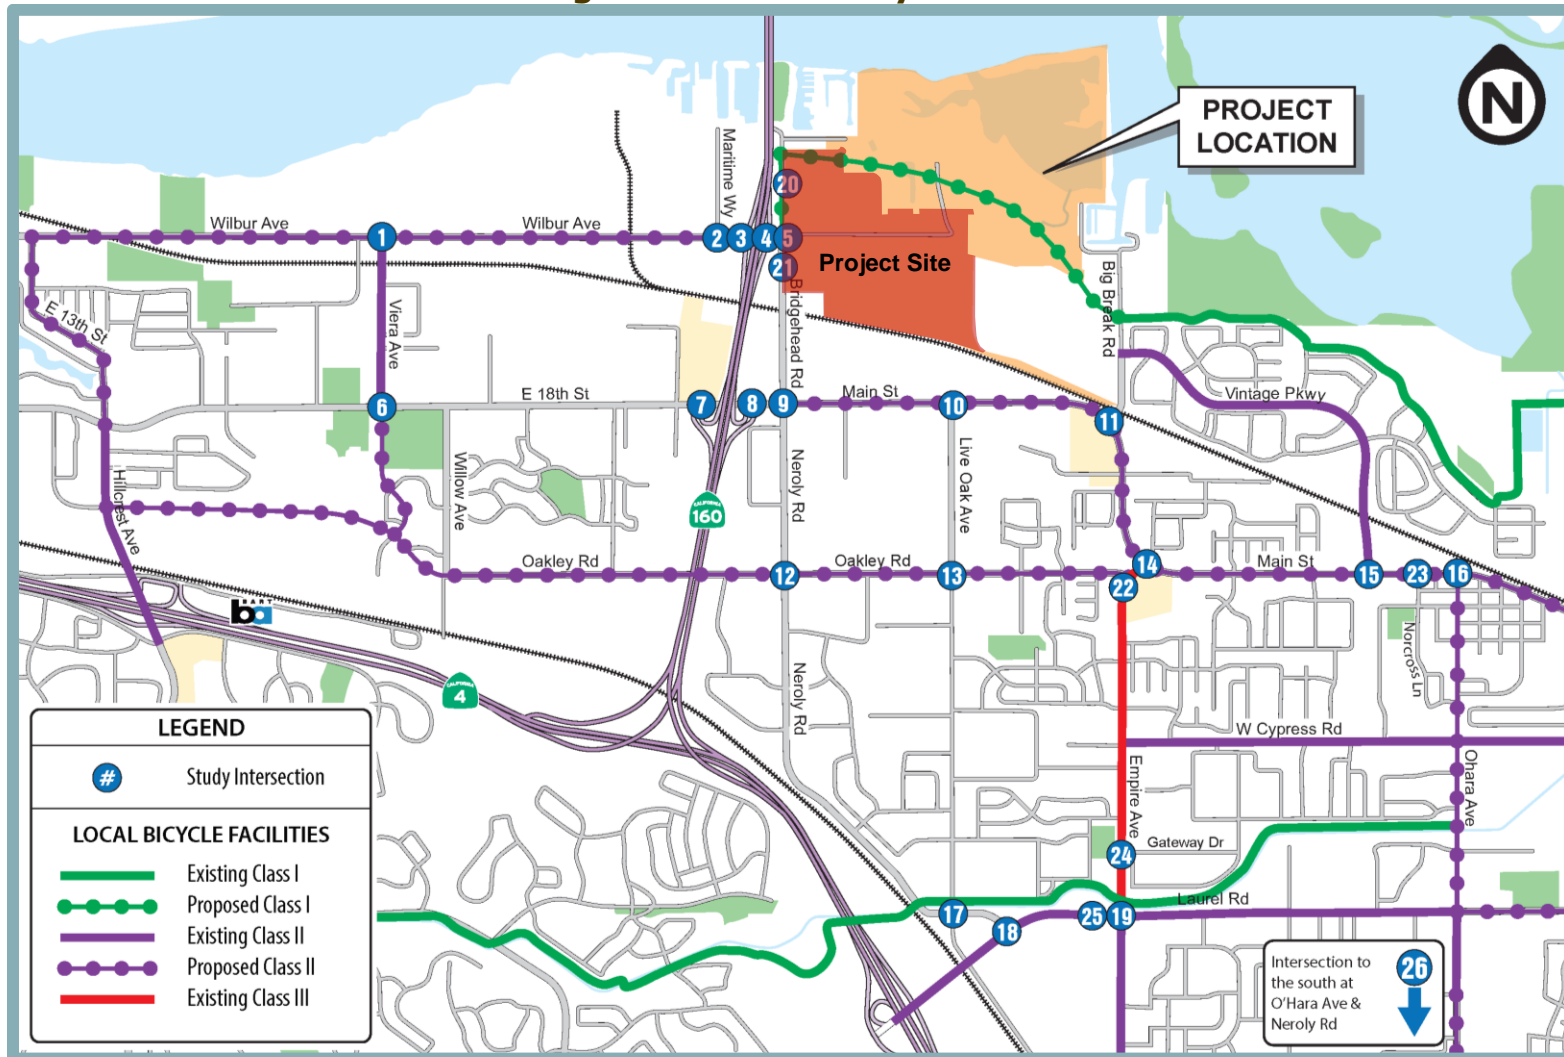 N
PROJECT
LOCATION
Maritime Wy
20
Wilbur Ave
1
Wilbur Ave
2
3
4
5
21
Project Site
Bridgehead Rd
Big Break Rd
E 13th St
Viera Ave
6
E 18th St
7
8
9
Main St
10
11
Vintage Pkwy
Hillcrest Ave
Willow Ave
CALIFORNIA
160
Neroly Rd
Live Oak Ave
Oakley Rd
12
Oakley Rd
13
14
22
Main St
15
23
16
BART
ba
CALIFORNIA
4
Neroly Rd
Norcross Ln
W Cypress Rd
Empire Ave
Ohara Ave
24
Gateway Dr
Laurel Rd
17
18
25
19
LEGEND
#
Study Intersection
LOCAL BICYCLE FACILITIES
Existing Class I
Proposed Class I
Existing Class II
Proposed Class II
Existing Class III
Intersection to
the south at
O'Hara Ave &
Neroly Rd
26